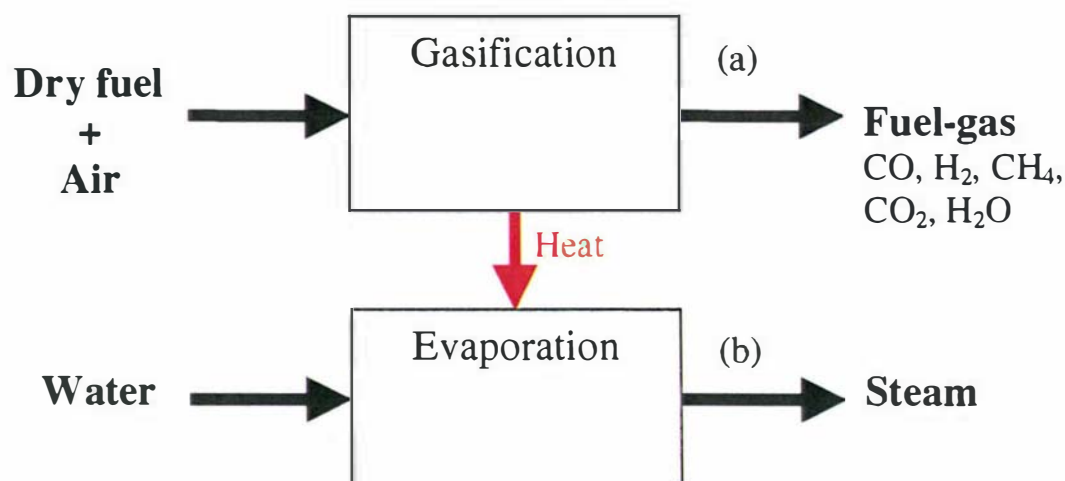 Gasification
(a)
Dry fuel
+
Air
Fuel-gas
CO, H₂, CH₄,
CO₂, H₂O
Heat
Evaporation
(b)
Water
Steam